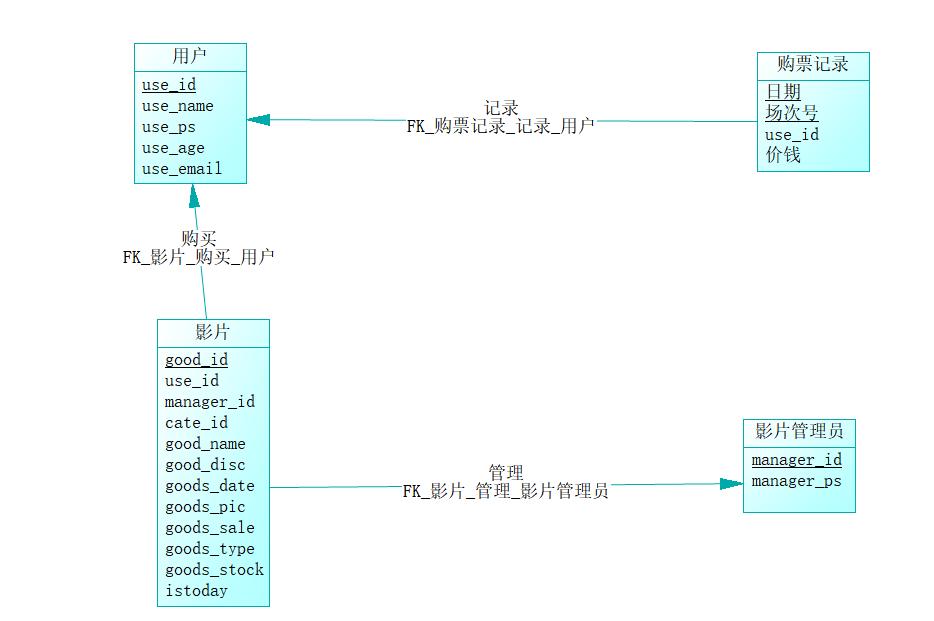 用户
use_id
use_name
use_ps
use_age
use_email
记录
FK_购票记录_记录_用户
购票记录
日期
场次号
use_id
价钱
购买
FK_影片_购买_用户
影片
good_id
use_id
manager_id
cate_id
good_name
good_disc
goods_date
goods_pic
goods_sale
goods_type
goods_stock
istoday
管理
FK_影片_管理_影片管理员
影片管理员
manager_id
manager_ps